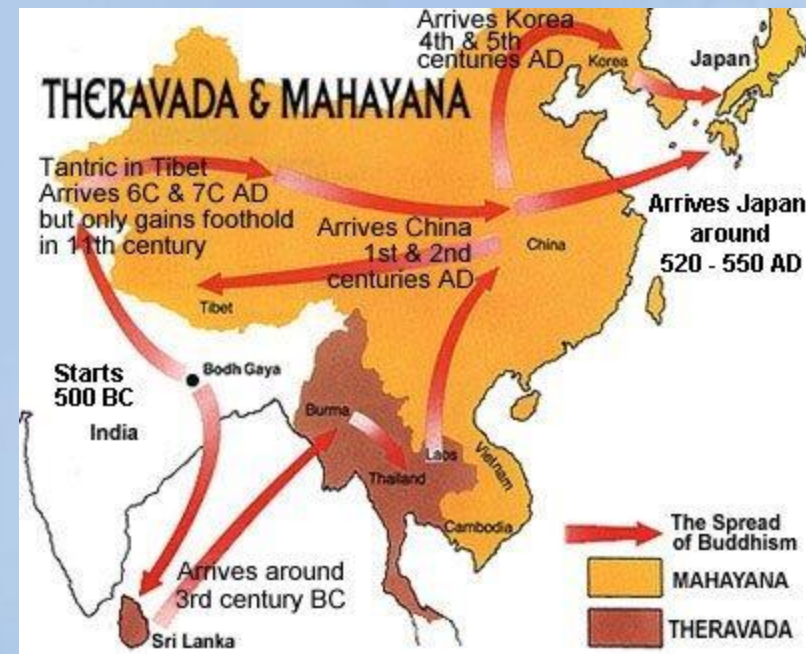 Arrives Korea
4th & 5th
centuries AD
Korea
Japan
THERAVADA & MAHAYANA
Tantric in Tibet
Arrives 6C & 7C AD
but only gains foothold
in 11th century
Arrives China
1st & 2nd
centuries AD
China
Arrives Japan
around
520 - 550 AD
Tibet
Starts
500 BC
Bodh Gaya
India
Burma
Laos
Thailand
Vietnam
Cambodia
Arrives around
3rd century BC
Sri Lanka
The Spread
of Buddhism
MAHAYANA
THERAVADA